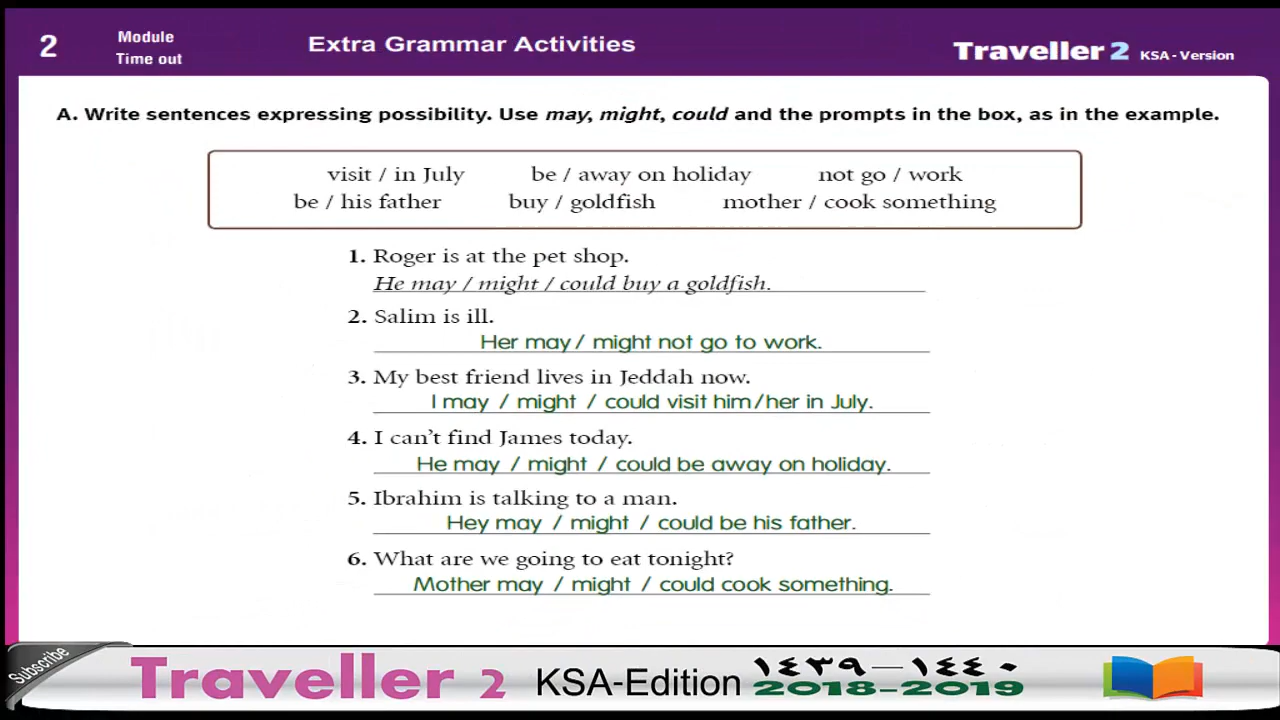 2
Module
Time out
Extra Grammar Activities
Traveller 2 KSA - Version
A. Write sentences expressing possibility. Use may, might, could and the prompts in the box, as in the example.
visit / in July be / away on holiday not go / work
be / his father buy / goldfish mother / cook something
1. Roger is at the pet shop.
He may / might / could buy a goldfish.
2. Salim is ill.
Her may / might not go to work.
3. My best friend lives in Jeddah now.
I may / might / could visit him/her in July.
4. I can't find James today.
He may / might / could be away on holiday.
5. Ibrahim is talking to a man.
Hey may / might / could be his father.
6. What are we going to eat tonight?
Mother may / might / could cook something.
Subscribe
Traveller 2 KSA-Edition
١٤٣٩ – ١٤٤٠
2018-2019